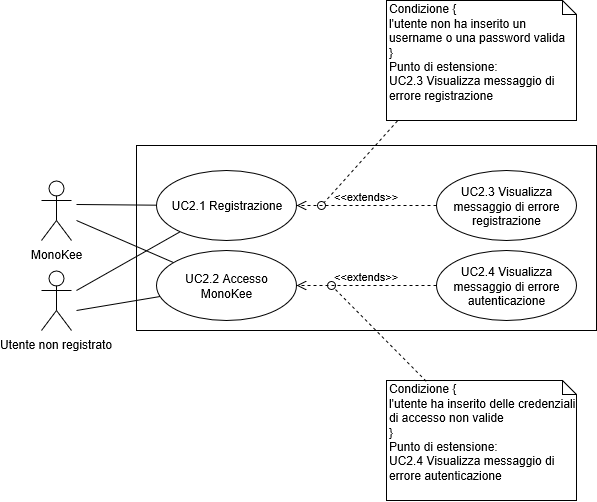 Condizione {
l'utente non ha inserito un
username o una password valida
}
Punto di estensione:
UC2.3 Visualizza messaggio di
errore registrazione
UC2.1 Registrazione
<<extends>>
UC2.3 Visualizza
messaggio di errore
registrazione
MonoKee
UC2.2 Accesso
MonoKee
<<extends>>
UC2.4 Visualizza
messaggio di errore
autenticazione
Utente non registrato
Condizione {
l'utente ha inserito delle credenziali
di accesso non valide
}
Punto di estensione:
UC2.4 Visualizza messaggio di
errore autenticazione